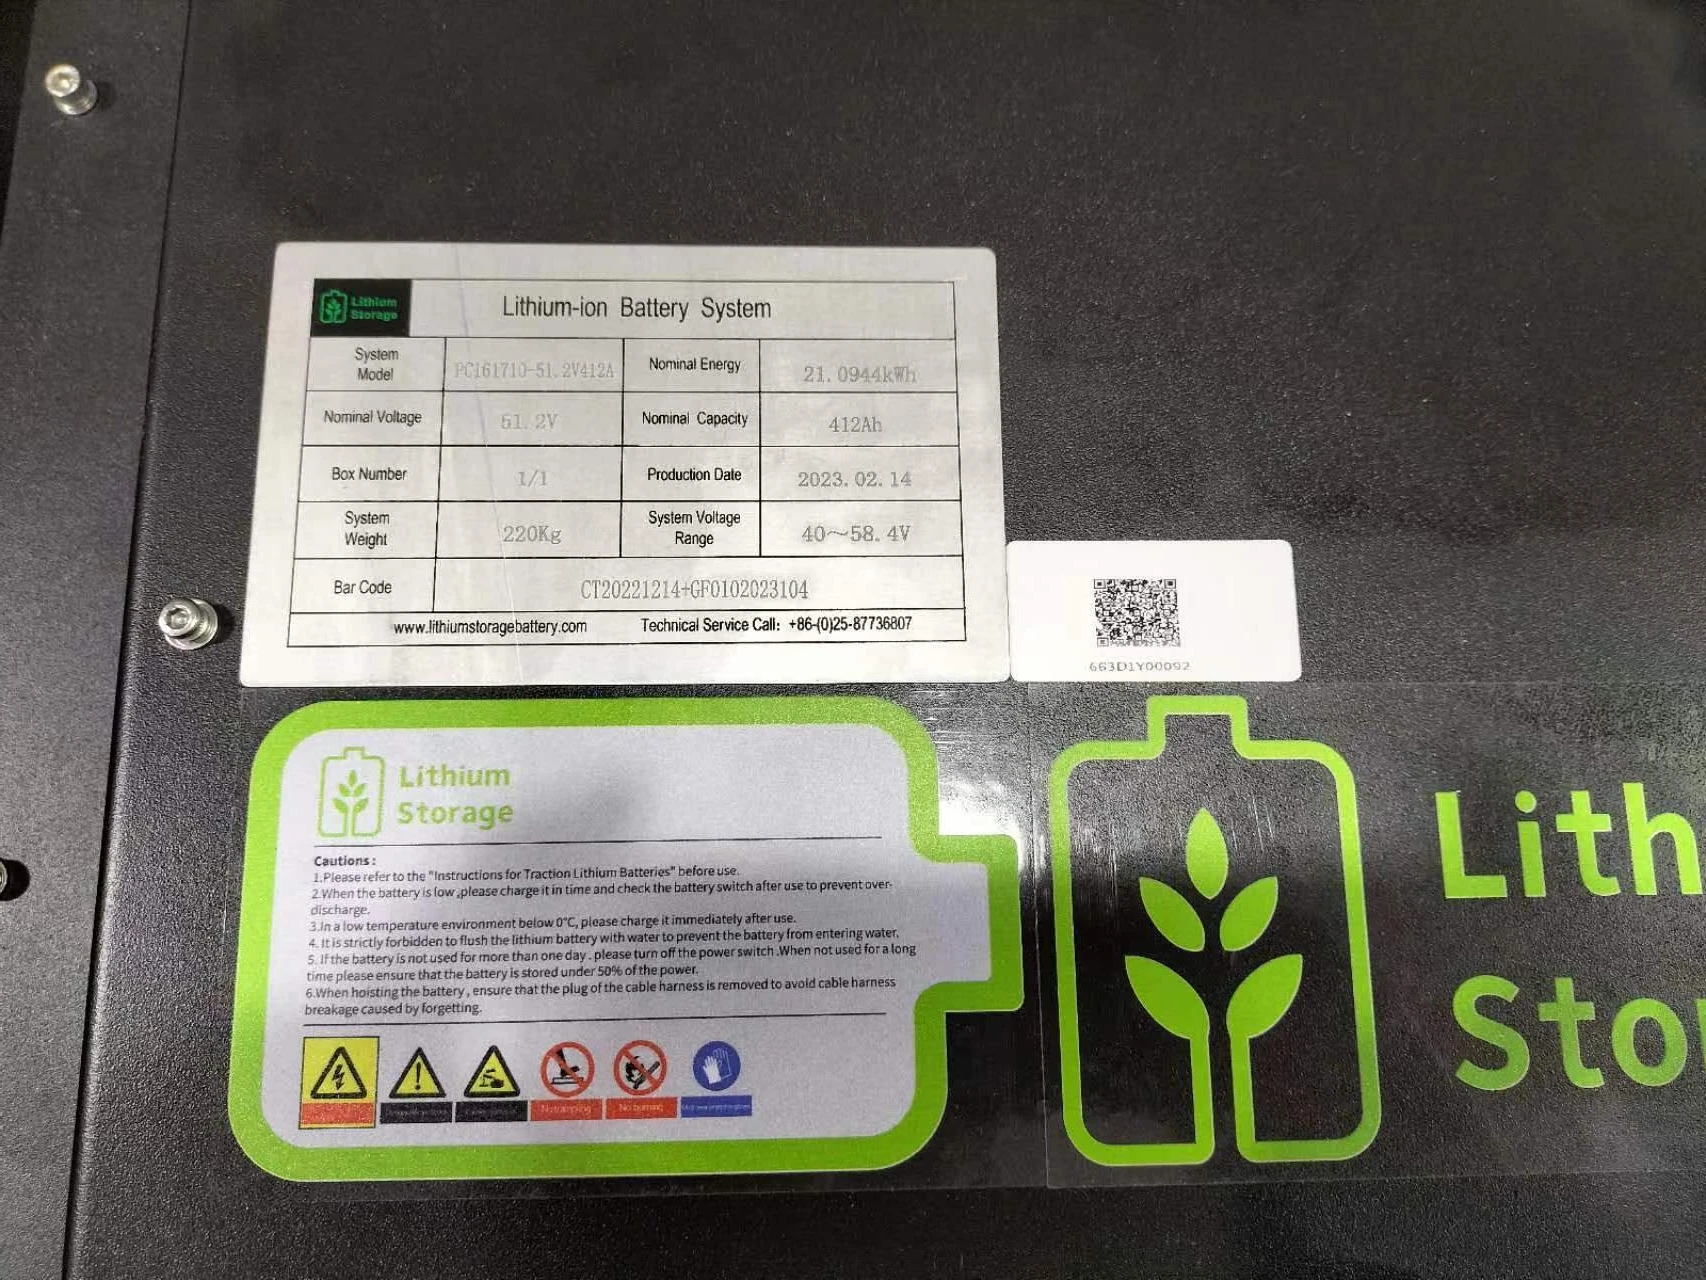 Lithium
Storage
Lithium-ion Battery System
System Model PC161710-51.2V412A Nominal Energy 21.0944kWh
Nominal Voltage 51.2V Nominal Capacity 412Ah
Box Number 1/1 Production Date 2023.02.14
System Weight 220Kg System Voltage Range 40~58.4V
Bar Code CT20221214+GF0102023104
www.lithiumstoragebattery.com Technical Service Call: +86-(0)25-87736807
663D1Y00092
Lithium
Storage
Cautions:
1.Please refer to the "Instructions for Traction Lithium Batteries" before use.
2.When the battery is low ,please charge it in time and check the battery switch after use to prevent over-
discharge.
3.In a low temperature environment below 0°C, please charge it immediately after use.
4. It is strictly forbidden to flush the lithium battery with water to prevent the battery from entering water.
5. If the battery is not used for more than one day . please turn off the power switch .When not used for a long
time please ensure that the battery is stored under 50% of the power.
6.When hoisting the battery , ensure that the plug of the cable harness is removed to avoid cable harness
breakage caused by forgetting.
No burning
Lith
Sto